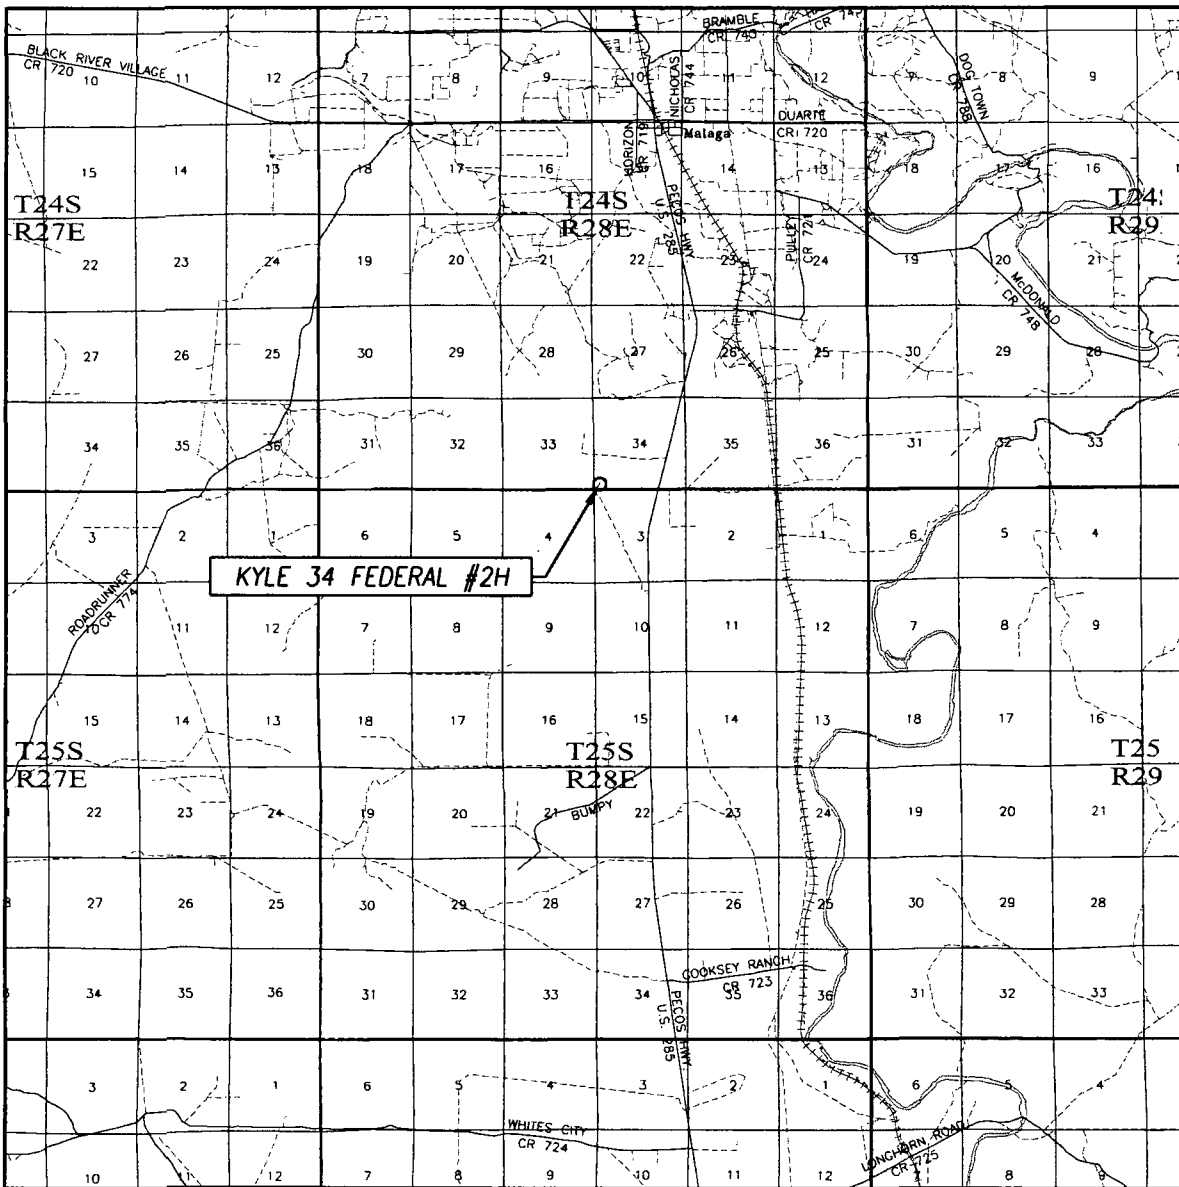 BRAMBLE
CR 745
CR 740
BLACK RIVER VILLAGE
CR 720
10 11 12 7 8 9 10 11 12 7 8 9
NICHOLAS
CR 744
DOG TOWN
CR 788
DUARTE
CR 720
HORIZON
CR 719
Malaga
15 14 13 18 17 16 15 14 13 18 17 16
T24S
R27E
T24S
R28E
T24S
R29
PECOS HWY
U.S. 285
PULLEY
CR 721
22 23 24 19 20 21 22 23 24 19 20 21
McDONALD
CR 748
27 26 25 30 29 28 27 26 25 30 29 28
34 35 36 31 32 33 34 35 36 31 32 33
3 2 1 6 5 4 3 2 1 6 5 4
KYLE 34 FEDERAL #2H
ROADRUNNER
CR 774
10 11 12 7 8 9 10 11 12 7 8 9
15 14 13 18 17 16 15 14 13 18 17 16
T25S
R27E
T25S
R28E
T25
R29
22 23 24 19 20 21 22 23 24 19 20 21
BUMPY
27 26 25 30 29 28 27 26 25 30 29 28
COOKSEY RANCH
CR 723
34 35 36 31 32 33 34 35 36 31 32 33
PECOS HWY
U.S. 285
3 2 1 6 5 4 3 2 1 6 5 4
WHITES CITY
CR 724
LONGHORN ROAD
CR 725
10 11 12 7 8 9 10 11 12 7 8 9